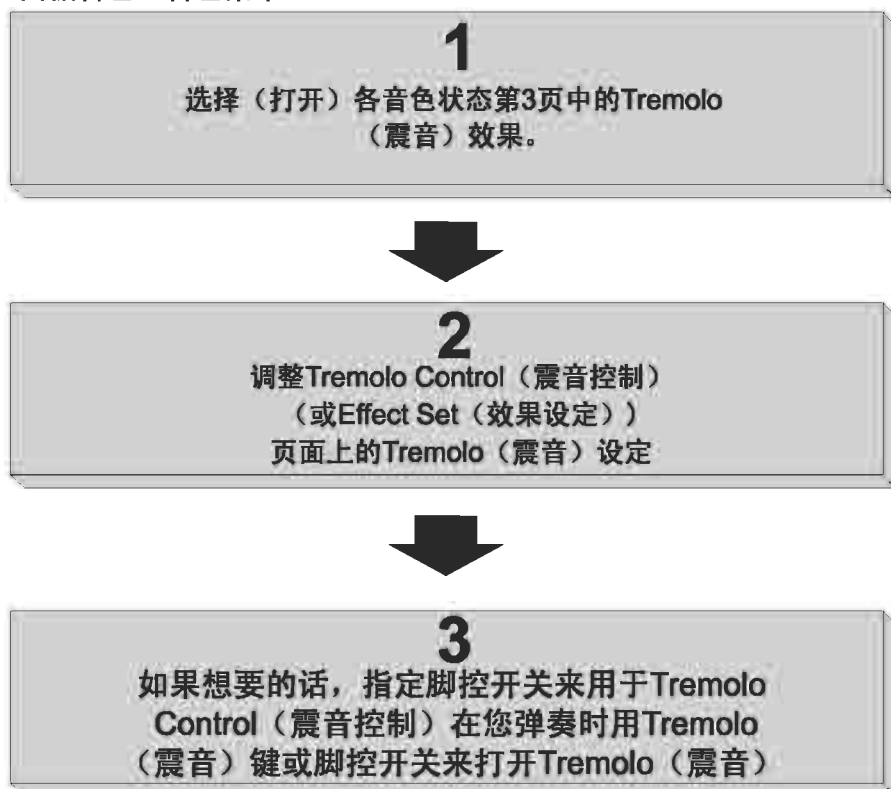 1
选择（打开）各音色状态第3页中的Tremolo
（震音）效果。
2
调整Tremolo Control（震音控制）
（或Effect Set（效果设定））
页面上的Tremolo（震音）设定
3
如果想要的话，指定脚控开关来用于Tremolo
Control（震音控制）在您弹奏时用Tremolo
（震音）键或脚控开关来打开Tremolo（震音）